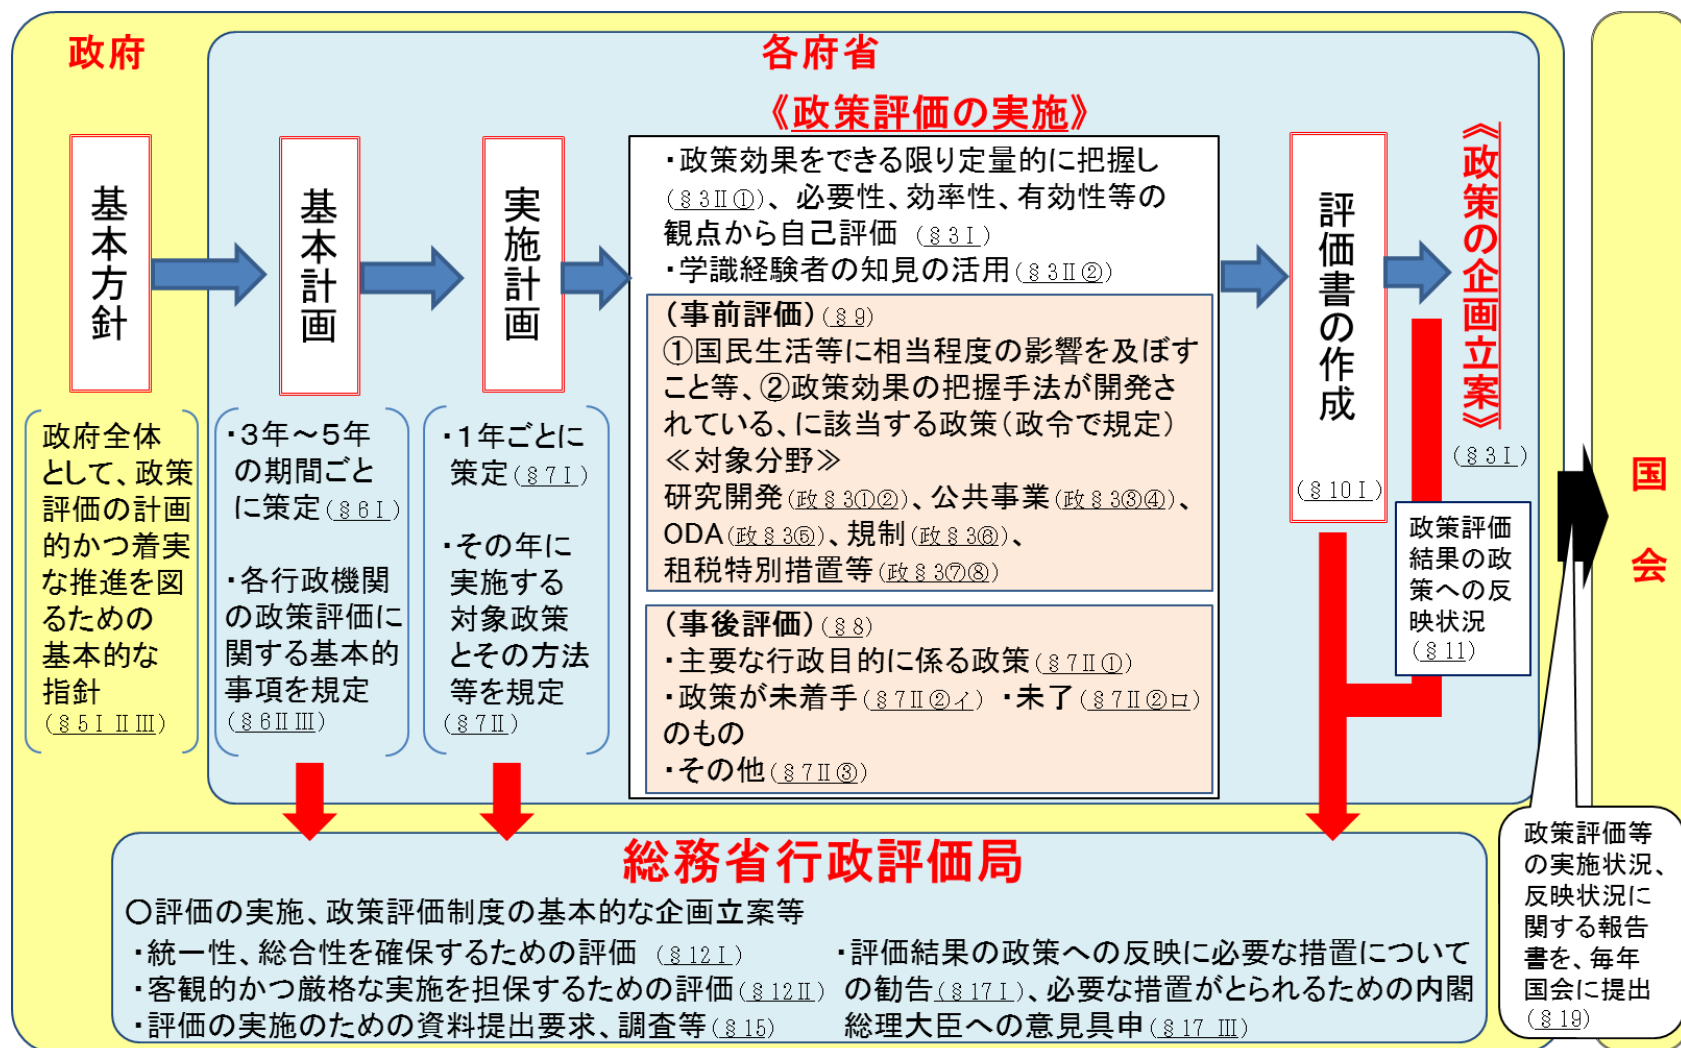 政府
各府省
《政策評価の実施》
基本方針
政府全体
として、政策
評価の計画
的かつ着実
な推進を図
るための
基本的な
指針
(§5ⅠⅡⅢ)
基本計画
・3年～5年
の期間ごと
に策定(§6Ⅰ)
・各行政機関
の政策評価に
関する基本的
事項を規定
(§6ⅡⅢ)
実施計画
・1年ごとに
策定(§7Ⅰ)
・その年に
実施する
対象政策
とその方法
等を規定
(§7Ⅱ)
・政策効果をできる限り定量的に把握し
(§3Ⅱ①)、必要性、効率性、有効性等の
観点から自己評価 (§3Ⅰ)
・学識経験者の知見の活用(§3Ⅱ②)
(事前評価)(§9)
①国民生活等に相当程度の影響を及ぼす
こと等、②政策効果の把握手法が開発さ
れている、に該当する政策(政令で規定)
≪対象分野≫
研究開発(政§3①②)、公共事業(政§3③④)、
ODA(政§3⑤)、規制(政§3⑥)、
租税特別措置等(政§3⑦⑧)
(事後評価)(§8)
・主要な行政目的に係る政策(§7Ⅱ①)
・政策が未着手(§7Ⅱ②イ) ・未了(§7Ⅱ②ロ)
のもの
・その他(§7Ⅱ③)
評価書の作成
(§10Ⅰ)
《政策の企画立案》
(§3Ⅰ)
政策評価
結果の政
策への反
映状況
(§11)
国会
政策評価等
の実施状況、
反映状況に
関する報告
書を、毎年
国会に提出
(§19)
総務省行政評価局
○評価の実施、政策評価制度の基本的な企画立案等
・統一性、総合性を確保するための評価 (§12Ⅰ)
・客観的かつ厳格な実施を担保するための評価(§12Ⅱ)
・評価の実施のための資料提出要求、調査等(§15)
・評価結果の政策への反映に必要な措置について
の勧告(§17Ⅰ)、必要な措置がとられるための内閣
総理大臣への意見具申(§17 Ⅲ)